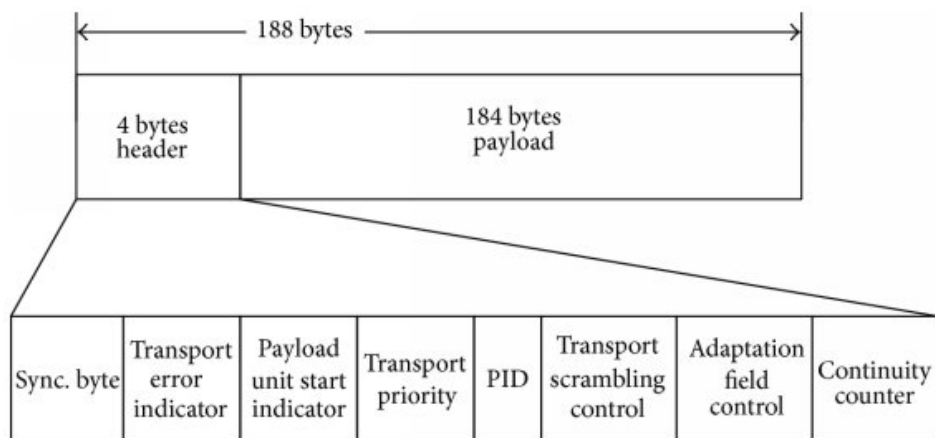 188 bytes
4 bytes
header
184 bytes
payload
Sync. byte
Transport
error
indicator
Payload
unit start
indicator
Transport
priority
PID
Transport
scrambling
control
Adaptation
field
control
Continuity
counter